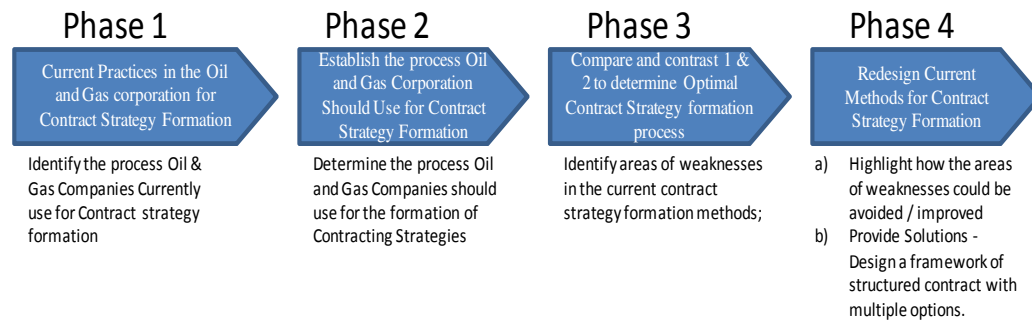 Phase 1
Current Practices in the Oil
and Gas corporation for
Contract Strategy Formation
Identify the process Oil &
Gas Companies Currently
use for Contract strategy
formation
Phase 2
Establish the process Oil
and Gas Corporation
Should Use for Contract
Strategy Formation
Determine the process Oil
and Gas Companies should
use for the formation of
Contracting Strategies
Phase 3
Compare and contrast 1 &
2 to determine Optimal
Contract Strategy formation
process
Identify areas of weaknesses
in the current contract
strategy formation methods;
Phase 4
Redesign Current
Methods for Contract
Strategy Formation
a) Highlight how the areas
of weaknesses could be
avoided / improved
b) Provide Solutions -
Design a framework of
structured contract with
multiple options.